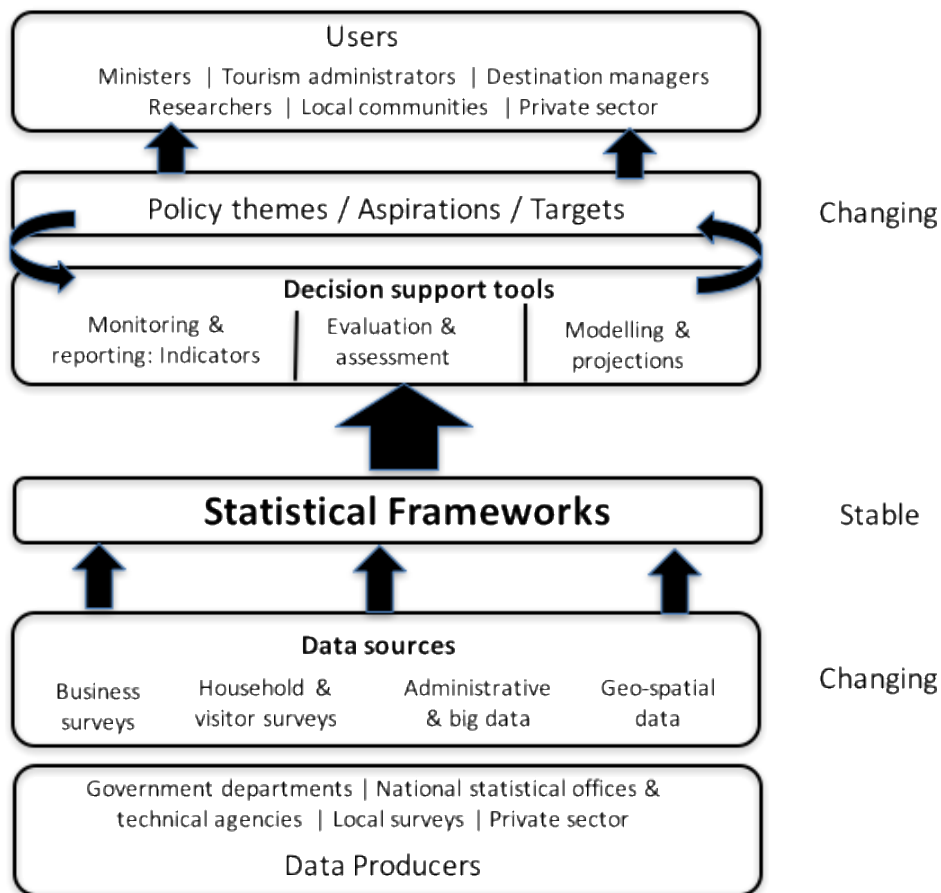 Users
Ministers | Tourism administrators | Destination managers
Researchers | Local communities | Private sector
Policy themes / Aspirations / Targets
Changing
Decision support tools
Monitoring &
reporting: Indicators
Evaluation &
assessment
Modelling &
projections
Statistical Frameworks
Stable
Data sources
Business
surveys
Household &
visitor surveys
Administrative
& big data
Geo-spatial
data
Changing
Government departments | National statistical offices &
technical agencies | Local surveys | Private sector
Data Producers